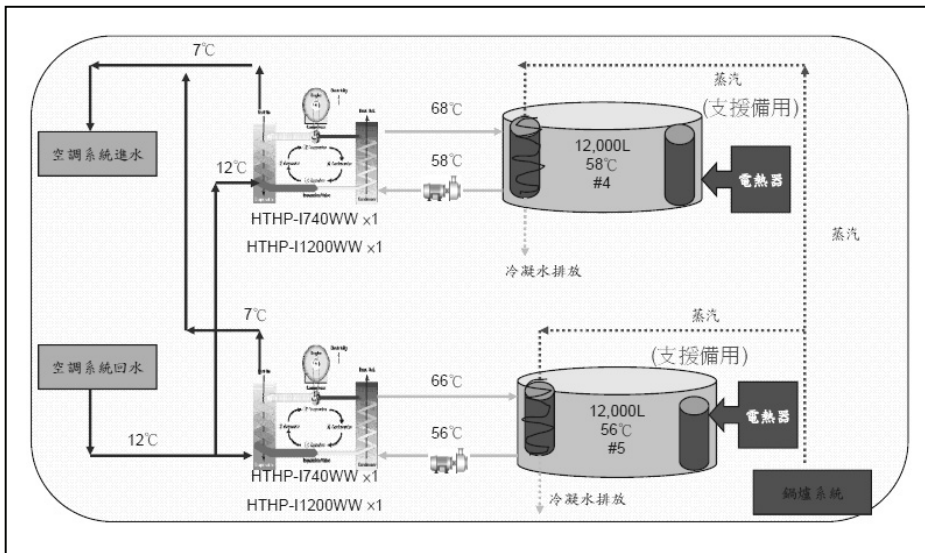 7℃
蒸汽
(支援備用)
68℃
空調系統進水
12,000L
58℃
#4
58℃
電熱器
12℃
蒸汽
HTHP-I740WW ×1
HTHP-I1200WW ×1
冷凝水排放
7℃
蒸汽
(支援備用)
空調系統回水
66℃
12,000L
56℃
#5
電熱器
12℃
56℃
HTHP-I740WW ×1
HTHP-I1200WW ×1
冷凝水排放
鍋爐系統